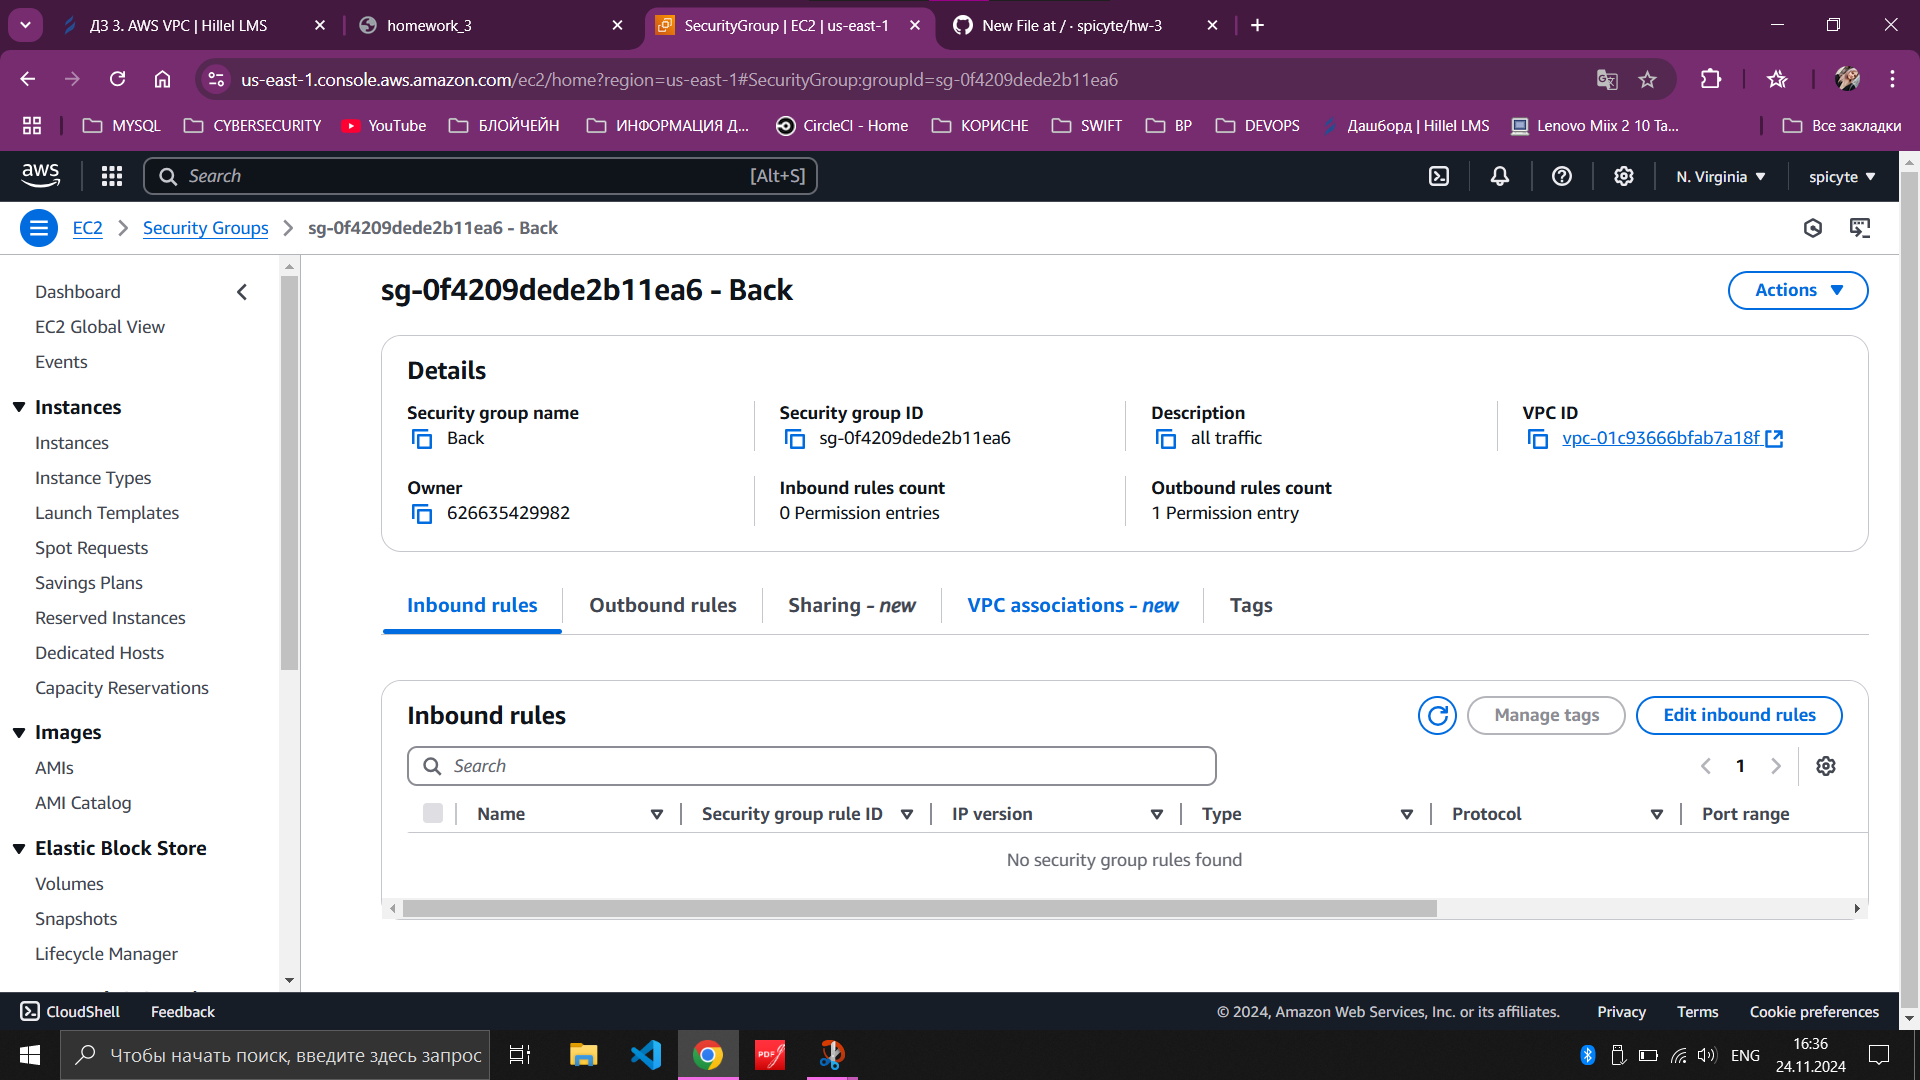 ДЗ 3. AWS VPC | Hillel LMS
homework_3
SecurityGroup | EC2 | us-east-1
New File at / · spicyte/hw-3
us-east-1.console.aws.amazon.com/ec2/home?region=us-east-1#SecurityGroup:groupId=sg-0f4209dede2b11ea6
MYSQL
CYBERSECURITY
YouTube
БЛОЙЧЕЙН
ИНФОРМАЦИЯ Д...
CircleCI - Home
КОРИСНЕ
SWIFT
BP
DEVOPS
Дашборд | Hillel LMS
Lenovo Miix 2 10 Ta...
Все закладки
aws
Search
[Alt+S]
N. Virginia
spicyte
EC2
Security Groups
sg-0f4209dede2b11ea6 - Back
Dashboard
EC2 Global View
Events
Instances
Instances
Instance Types
Launch Templates
Spot Requests
Savings Plans
Reserved Instances
Dedicated Hosts
Capacity Reservations
Images
AMIs
AMI Catalog
Elastic Block Store
Volumes
Snapshots
Lifecycle Manager
sg-0f4209dede2b11ea6 - Back
Actions
Details
Security group name
Back
Security group ID
sg-0f4209dede2b11ea6
Description
all traffic
VPC ID
vpc-01c93666bfab7a18f
Owner
626635429982
Inbound rules count
0 Permission entries
Outbound rules count
1 Permission entry
Inbound rules
Outbound rules
Sharing - new
VPC associations - new
Tags
Inbound rules
Manage tags
Edit inbound rules
Search
1
Name
Security group rule ID
IP version
Type
Protocol
Port range
No security group rules found
CloudShell
Feedback
© 2024, Amazon Web Services, Inc. or its affiliates.
Privacy
Terms
Cookie preferences
Чтобы начать поиск, введите здесь запрос
PDF
ENG
16:36
24.11.2024